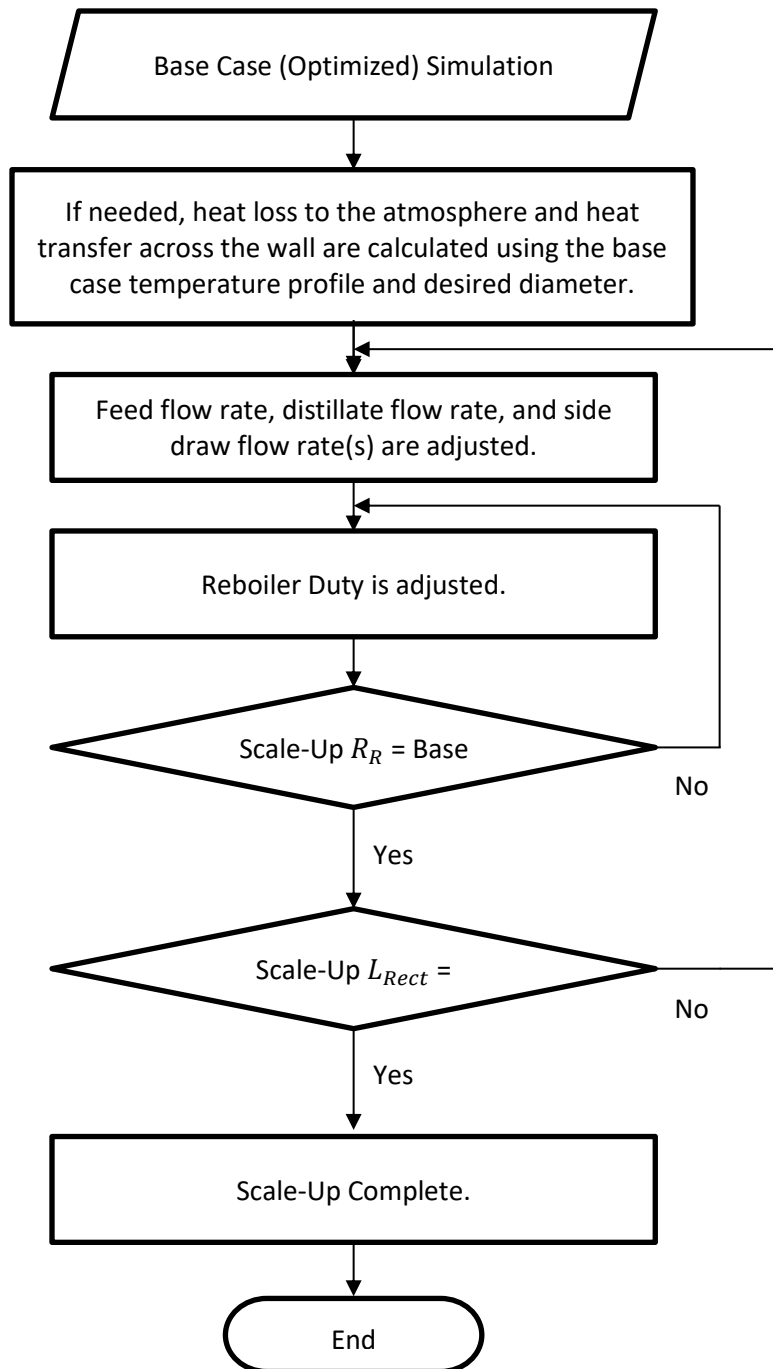 Base Case (Optimized) Simulation
If needed, heat loss to the atmosphere and heat
transfer across the wall are calculated using the base
case temperature profile and desired diameter.
Feed flow rate, distillate flow rate, and side
draw flow rate(s) are adjusted.
Reboiler Duty is adjusted.
Scale-Up R_R = Base
No
Yes
Scale-Up L_Rect =
No
Yes
Scale-Up Complete.
End